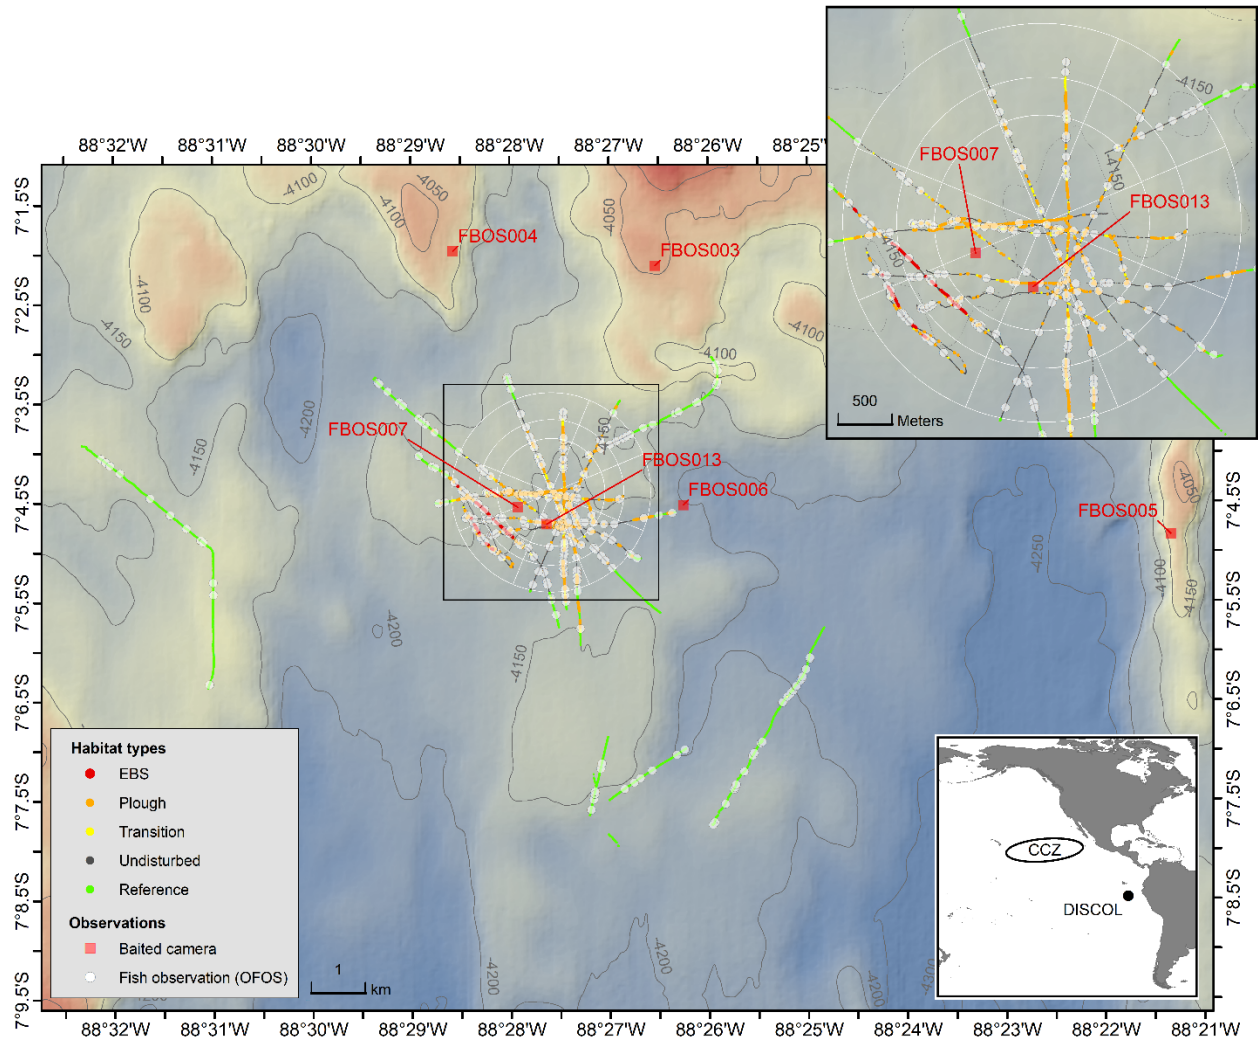 -4150
FBOS007
-4150
FBOS013
-4150
500
Meters
88°32'W
88°31'W
88°30'W
88°29'W
88°28'W
88°27'W
88°26'W
88°25'W
7°1.5'S
7°2.5'S
7°3.5'S
7°4.5'S
7°5.5'S
7°6.5'S
7°7.5'S
7°8.5'S
7°9.5'S
-4100
-4050
-4100
FBOS004
-4050
FBOS003
-4100
-4150
-4100
-4100
-4200
-4150
-4150
FBOS007
FBOS013
FBOS006
FBOS005
-4050
-4100
-4150
-4250
-4200
-4150
7°4.5'S
7°5.5'S
7°6.5'S
7°7.5'S
7°8.5'S
Habitat types
EBS
Plough
Transition
Undisturbed
Reference
Observations
Baited camera
Fish observation (OFOS)
1
km
-4200
-4200
-4200
-4300
CCZ
DISCOL
88°32'W
88°31'W
88°30'W
88°29'W
88°28'W
88°27'W
88°26'W
88°25'W
88°24'W
88°23'W
88°22'W
88°21'W